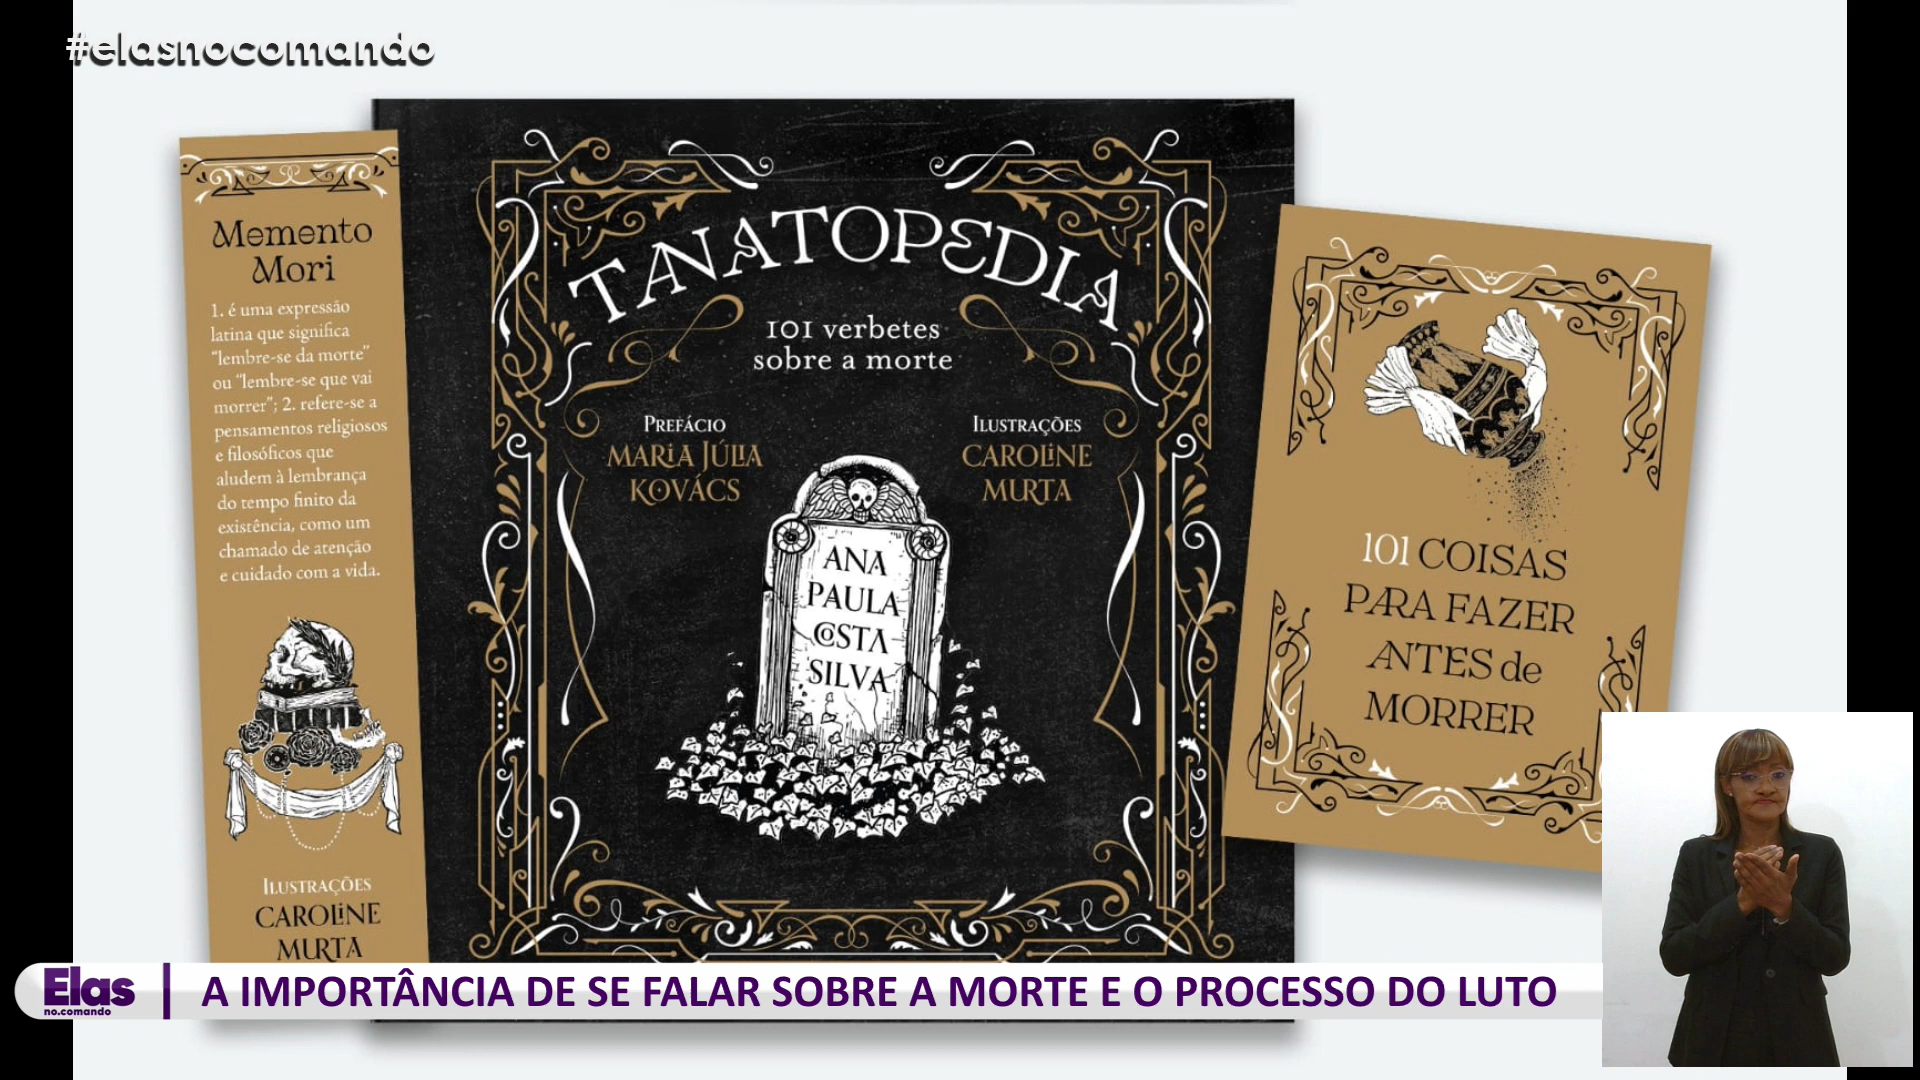 #elasnocomando
Memento
Mori
1. é uma expressão
latina que significa
“lembre-se da morte”
ou “lembre-se que vai
morrer”; 2. refere-se a
pensamentos religiosos
e filosóficos que
aludem à lembrança
do tempo finito da
existência, como um
chamado de atenção
e cuidado com a vida.
ILUSTRAÇÕES
CAROLINE
MURTA
TANATOPEDIA
101 verbetes
sobre a morte
PREFÁCIO
MARIA JÚLIA
KOVÁCS
ILUSTRAÇÕES
CAROLINE
MURTA
ANA
PAULA
COSTA
SILVA
101 COISAS
PARA FAZER
ANTES de
MORRER
Elas
no.comando
A IMPORTÂNCIA DE SE FALAR SOBRE A MORTE E O PROCESSO DO LUTO